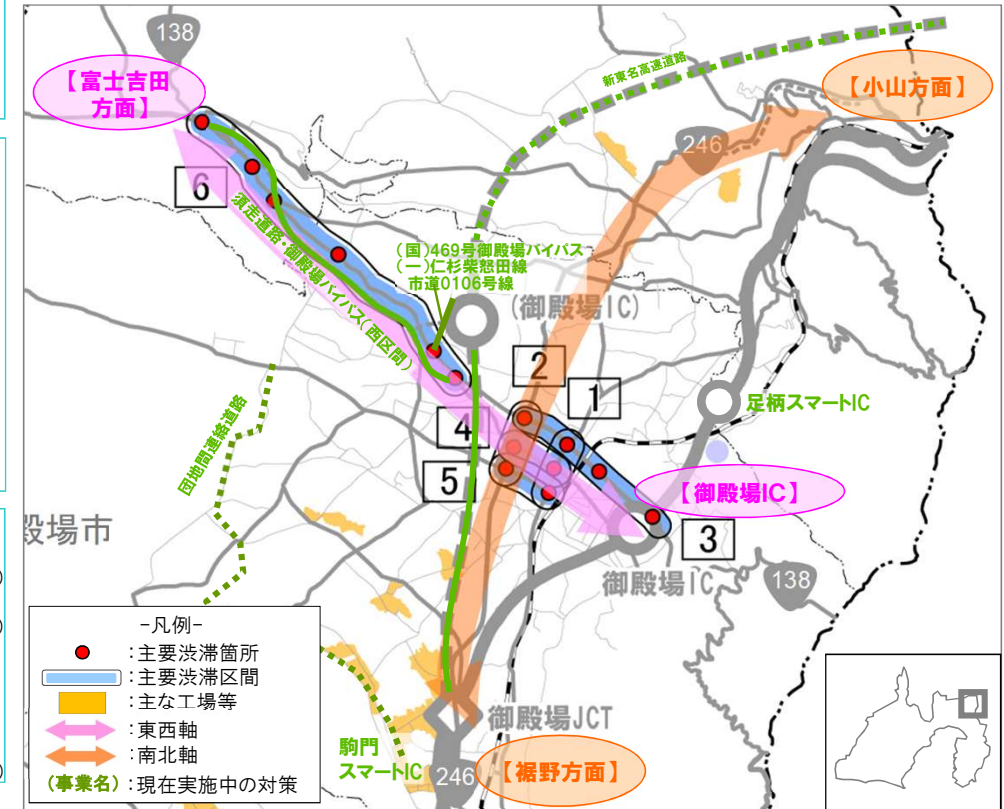 138
【富士吉田
方面】
新東名高速道路
【小山方面】
246
6
須走道路・御殿場バイパス(西区間)
(国)469号御殿場バイパス
(一)仁杉柴怒田線
市道0106号線
(御殿場IC)
2
1
足柄スマートIC
4
団地間連絡道路
5
【御殿場IC】
殿場市
3
御殿場IC
138
-凡例-
:主要渋滞箇所
:主要渋滞区間
:主な工場等
:東西軸
:南北軸
(事業名):現在実施中の対策
御殿場JCT
駒門
スマートIC
246
【裾野方面】
)
)
)